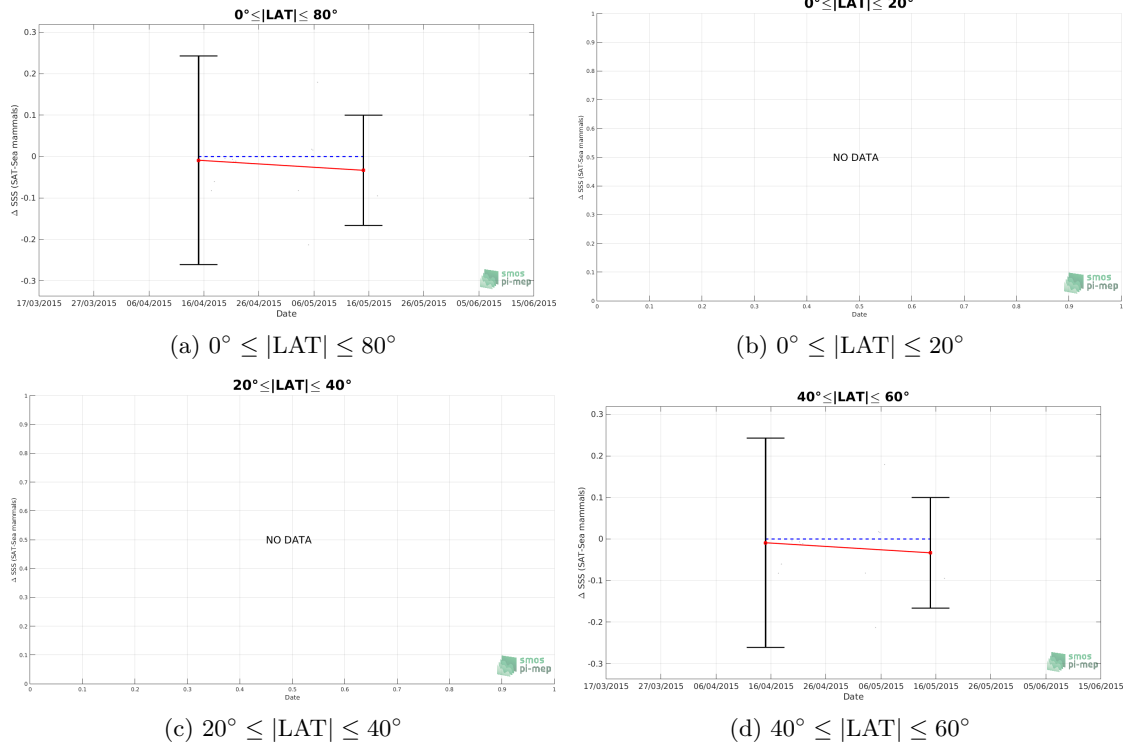 0°≤|LAT|≤ 80°
0.3
0.2
0.1
0
-0.1
-0.2
-0.3
Δ SSS (SAT-Sea mammals)
17/03/2015 27/03/2015 06/04/2015 16/04/2015 26/04/2015 06/05/2015 16/05/2015 26/05/2015 05/06/2015 15/06/2015
Date
smos
pi-mep
(a) 0° ≤ |LAT| ≤ 80°
0°≤|LAT|≤ 20°
1
0.9
0.8
0.7
0.6
0.5
0.4
0.3
0.2
0.1
0
Δ SSS (SAT-Sea mammals)
NO DATA
0 0.1 0.2 0.3 0.4 0.5 0.6 0.7 0.8 0.9 1
Date
smos
pi-mep
(b) 0° ≤ |LAT| ≤ 20°
20°≤|LAT|≤ 40°
1
0.9
0.8
0.7
0.6
0.5
0.4
0.3
0.2
0.1
0
Δ SSS (SAT-Sea mammals)
NO DATA
0 0.1 0.2 0.3 0.4 0.5 0.6 0.7 0.8 0.9 1
Date
smos
pi-mep
(c) 20° ≤ |LAT| ≤ 40°
40°≤|LAT|≤ 60°
0.3
0.2
0.1
0
-0.1
-0.2
-0.3
Δ SSS (SAT-Sea mammals)
17/03/2015 27/03/2015 06/04/2015 16/04/2015 26/04/2015 06/05/2015 16/05/2015 26/05/2015 05/06/2015 15/06/2015
Date
smos
pi-mep
(d) 40° ≤ |LAT| ≤ 60°